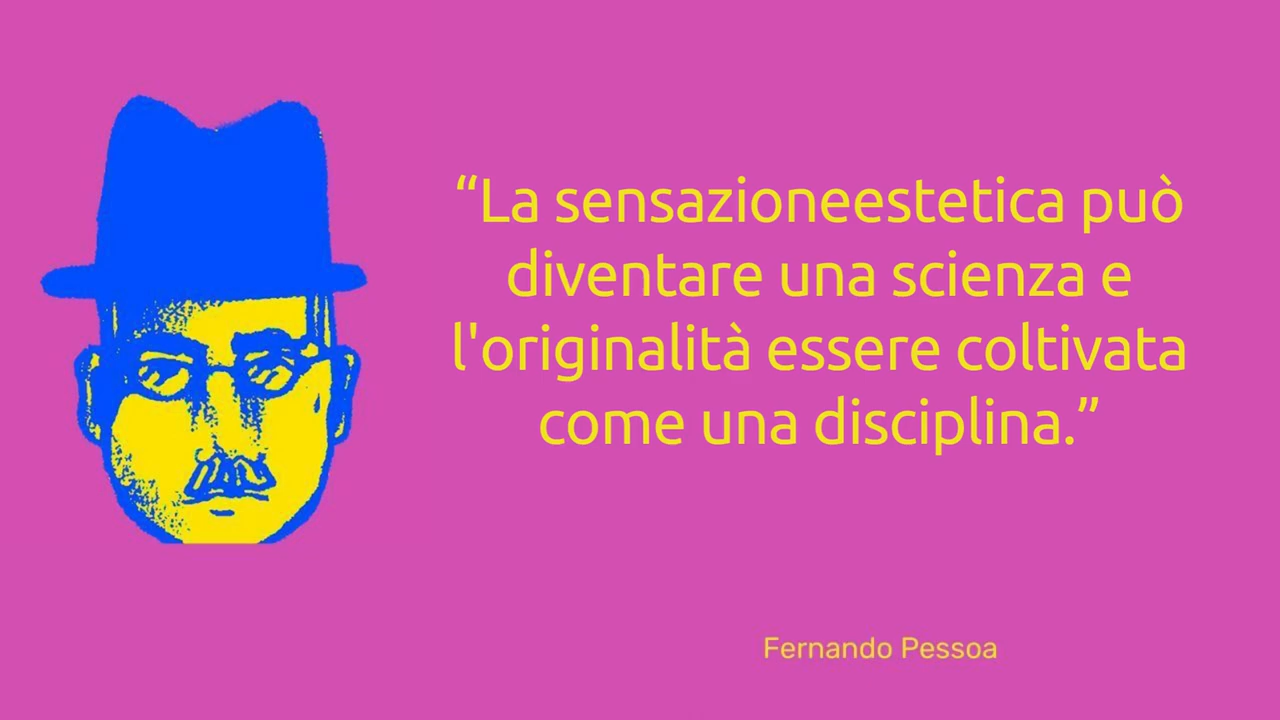 “La sensazioneestetica può
diventare una scienza e
l'originalità essere coltivata
come una disciplina.”
Fernando Pessoa